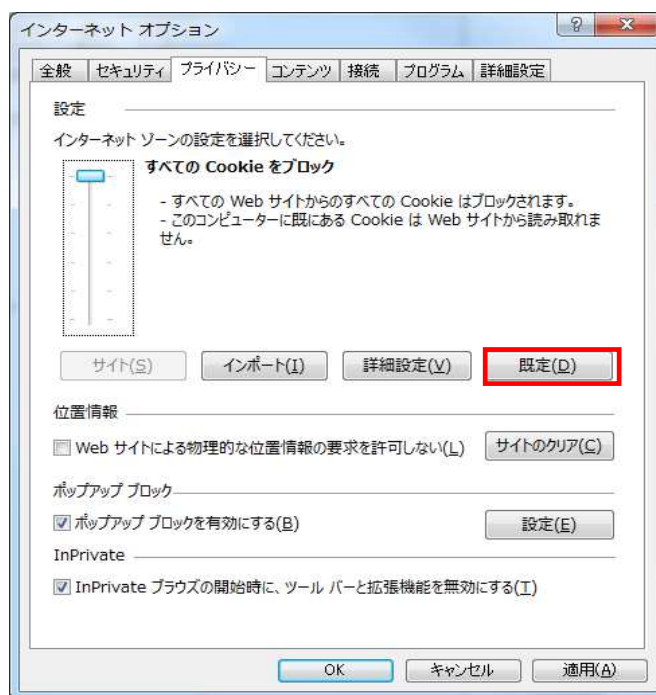 インターネット オプション
全般 セキュリティ プライバシー コンテンツ 接続 プログラム 詳細設定
設定
インターネット ゾーンの設定を選択してください。
すべての Cookie をブロック
- すべての Web サイトからのすべての Cookie はブロックされます。
- このコンピューターに既にある Cookie は Web サイトから読み取れま
せん。
サイト(S) インポート(I) 詳細設定(V) 既定(D)
位置情報
Web サイトによる物理的な位置情報の要求を許可しない(L) サイトのクリア(C)
ポップアップ ブロック
ポップアップ ブロックを有効にする(B) 設定(E)
InPrivate
InPrivate ブラウズの開始時に、ツール バーと拡張機能を無効にする(T)
OK キャンセル 適用(A)